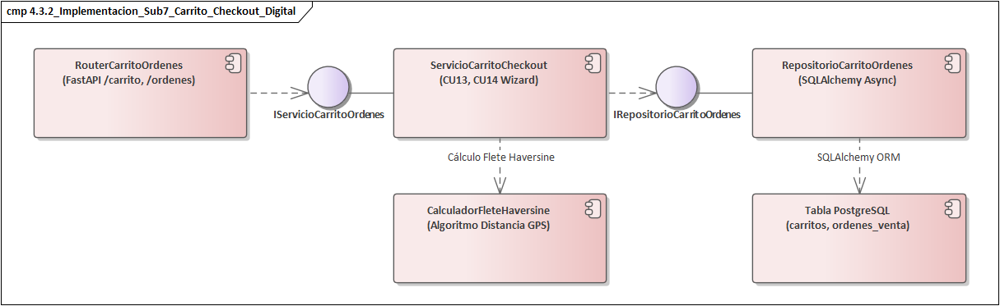 cmp 4.3.2_Implementacion_Sub7_Carrito_Checkout_Digital
RouterCarritoOrdenes
(FastAPI /carrito, /ordenes)
IServicioCarritoOrdenes
ServicioCarritoCheckout
(CU13, CU14 Wizard)
IRepositorioCarritoOrdenes
RepositorioCarritoOrdenes
(SQLAlchemy Async)
Cálculo Flete Haversine
SQLAlchemy ORM
CalculadorFleteHaversine
(Algoritmo Distancia GPS)
Tabla PostgreSQL
(carritos, ordenes_venta)